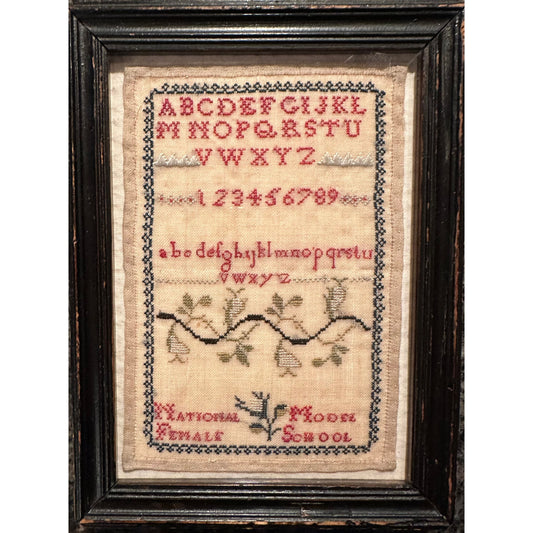 ABCDEFGIJKL
MNOPQRSTU
VWXYZ
123456789
abcdefghijklmnopqrstu
vwxyz
NATIONAL MODEL
FEMALE SCHOOL